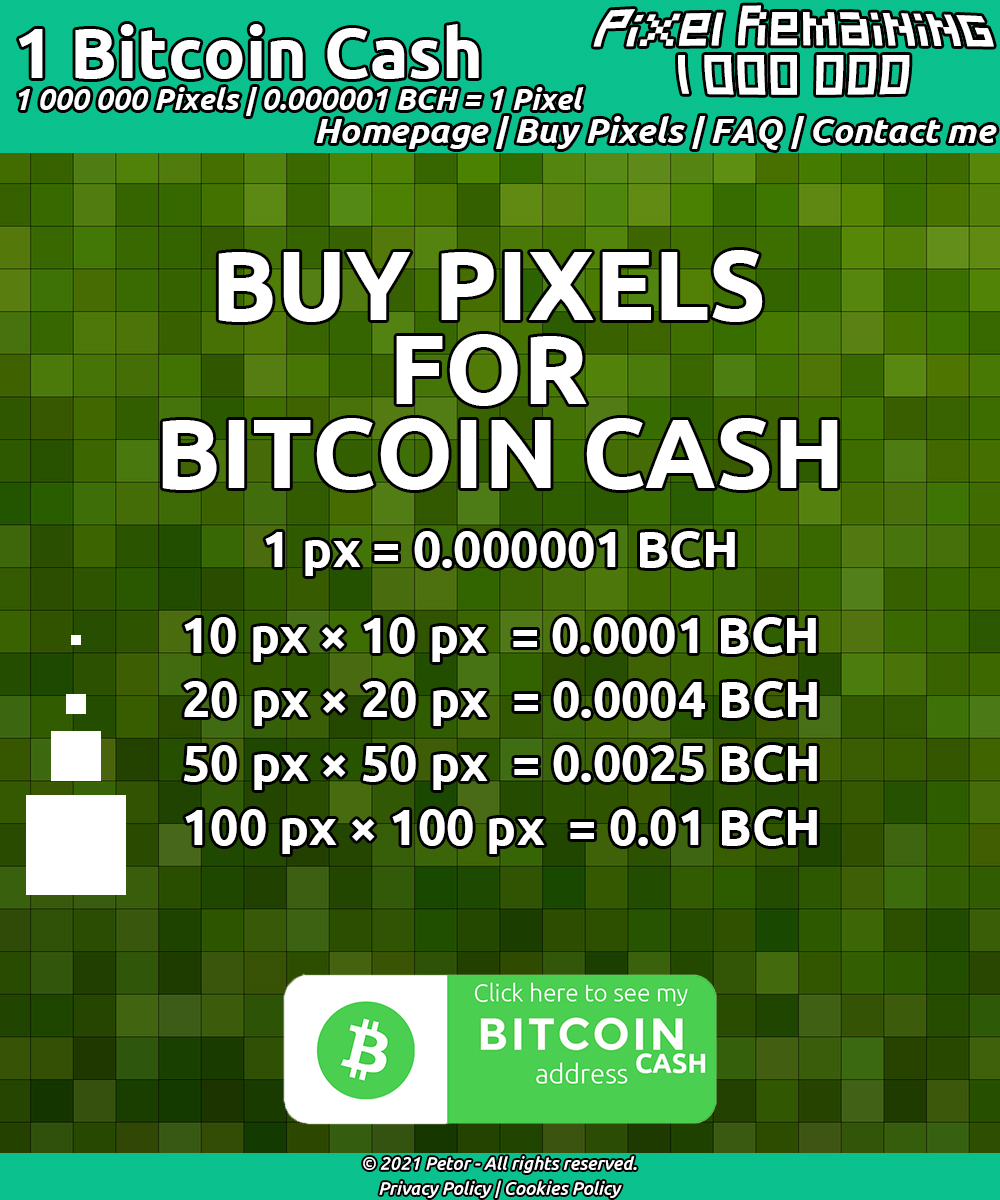 1 Bitcoin Cash
Pixel Remaining
1 000 000
1 000 000 Pixels | 0.000001 BCH = 1 Pixel
Homepage | Buy Pixels | FAQ | Contact me
BUY PIXELS
FOR
BITCOIN CASH
1 px = 0.000001 BCH
10 px × 10 px = 0.0001 BCH
20 px × 20 px = 0.0004 BCH
50 px × 50 px = 0.0025 BCH
100 px × 100 px = 0.01 BCH
Click here to see my
BITCOIN
CASH
address
© 2021 Petor - All rights reserved.
Privacy Policy | Cookies Policy